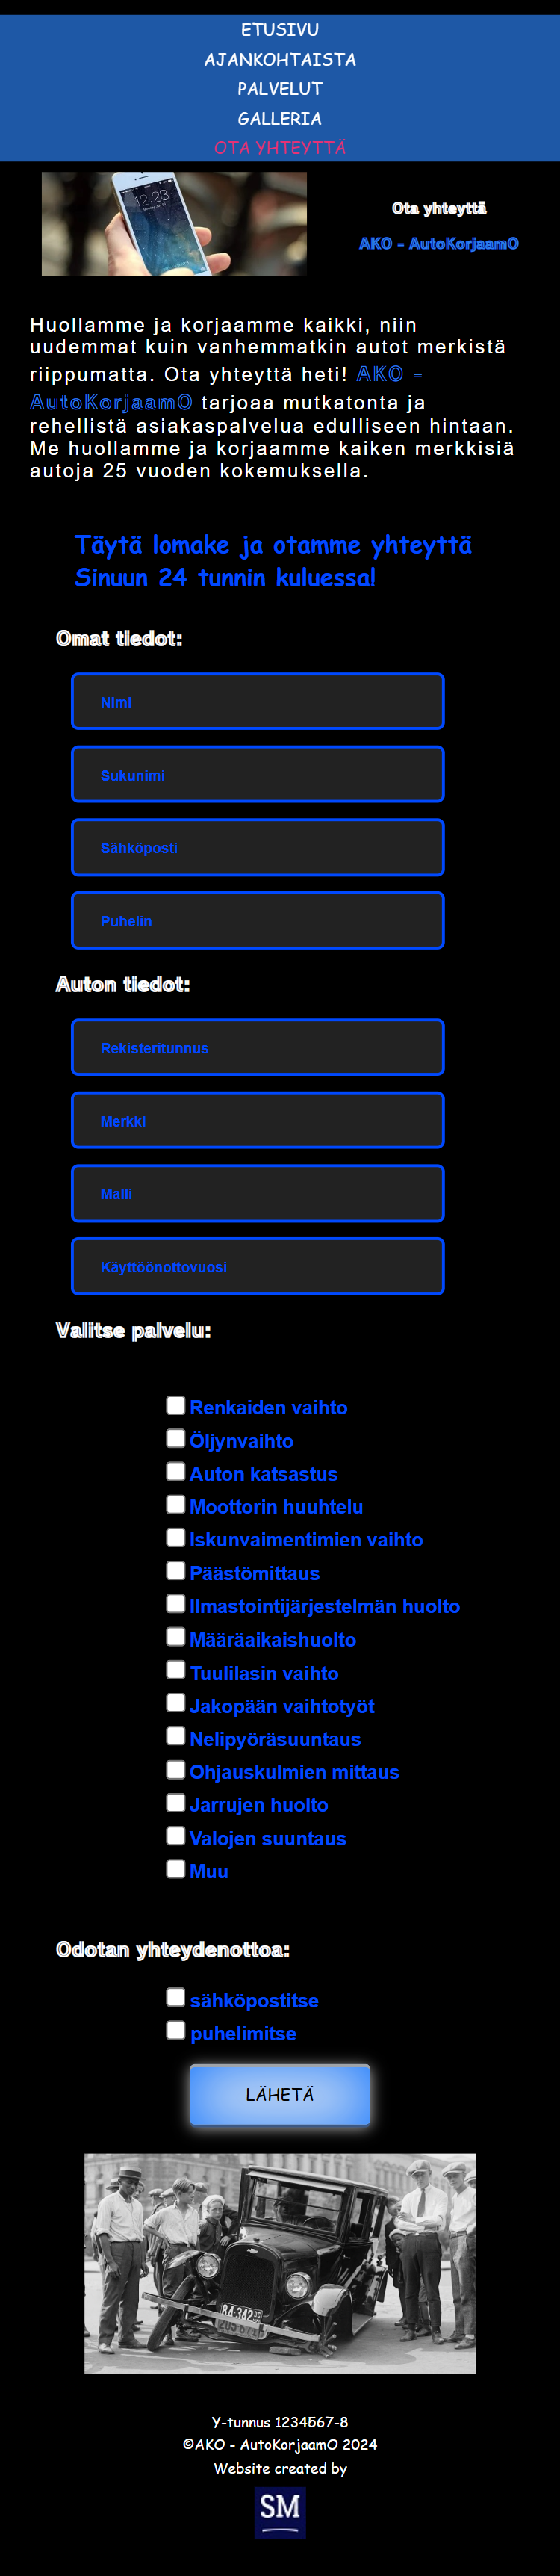 ETUSIVU
AJANKOHTAISTA
PALVELUT
GALLERIA
OTA YHTEYTTÄ
12:23
Ota yhteyttä
AKO - AutoKorjaamO
Huollamme ja korjaamme kaikki, niin
uudemmat kuin vanhemmatkin autot merkistä
riippumatta. Ota yhteyttä heti! AKO -
AutoKorjaamO tarjoaa mutkatonta ja
rehellistä asiakaspalvelua edulliseen hintaan.
Me huollamme ja korjaamme kaiken merkkisiä
autoja 25 vuoden kokemuksella.
Täytä lomake ja otamme yhteyttä
Sinuun 24 tunnin kuluessa!
Omat tiedot:
Nimi
Sukunimi
Sähköposti
Puhelin
Auton tiedot:
Rekisteritunnus
Merkki
Malli
Käyttöönottovuosi
Valitse palvelu:
Renkaiden vaihto
Öljynvaihto
Auton katsastus
Moottorin huuhtelu
Iskunvaimentimien vaihto
Päästömittaus
Ilmastointijärjestelmän huolto
Määräaikaishuolto
Tuulilasin vaihto
Jakopään vaihtotyöt
Nelipyöräsuuntaus
Ohjauskulmien mittaus
Jarrujen huolto
Valojen suuntaus
Muu
Odotan yhteydenottoa:
sähköpostitse
puhelimitse
LÄHETÄ
Y-tunnus 1234567-8
©AKO - AutoKorjaamO 2024
Website created by
SM